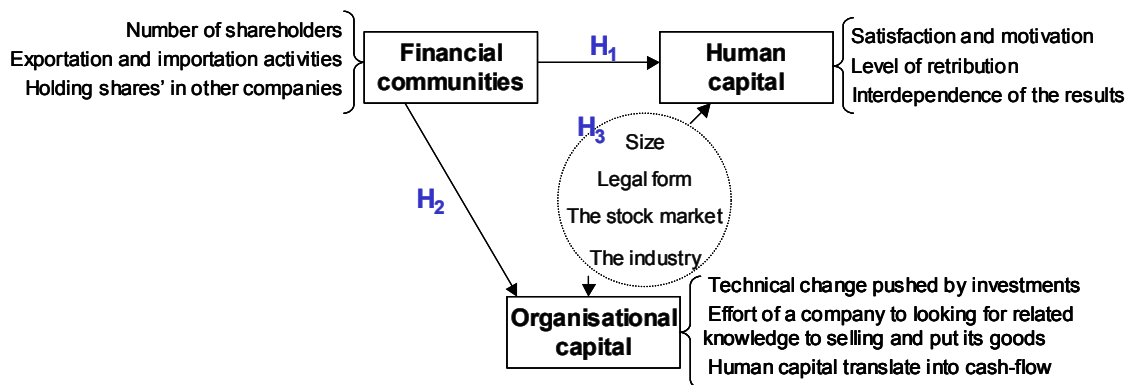 Number of shareholders
Exportation and importation activities
Holding shares' in other companies
Financial
communities
H1
Human
capital
Satisfaction and motivation
Level of retribution
Interdependence of the results
H2
H3
Size
Legal form
The stock market
The industry
Organisational
capital
Technical change pushed by investments
Effort of a company to looking for related
knowledge to selling and put its goods
Human capital translate into cash-flow